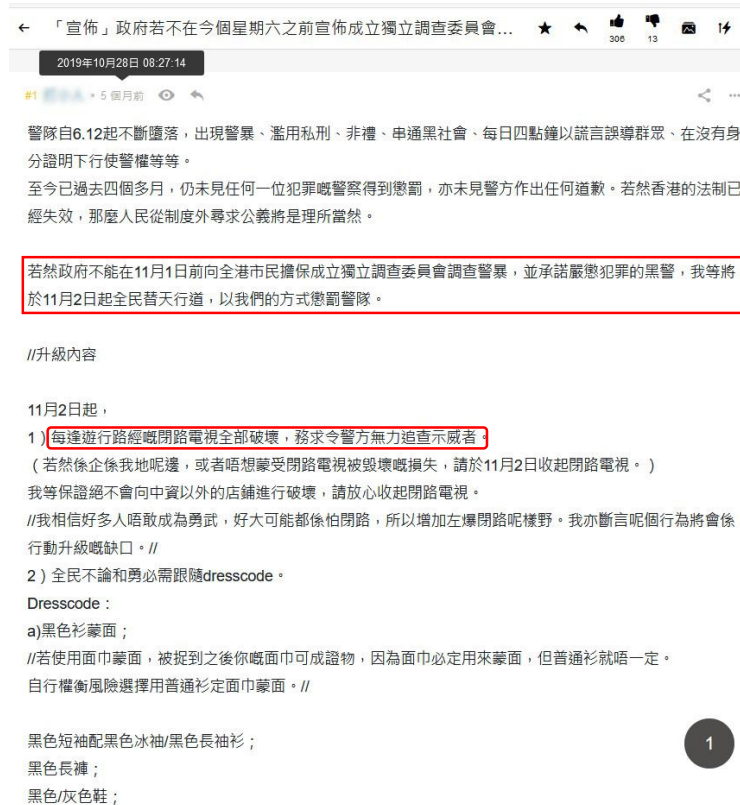 「宣佈」政府若不在今個星期六之前宣佈成立獨立調查委員會...
306
13
2019年10月28日 08:27:14
#1
• 5 個月前
警隊自6.12起不斷墮落，出現警暴、濫用私刑、非禮、串通黑社會、每日四點鐘以謊言誤導群眾、在沒有身
分證明下行使警權等等。
至今已過去四個多月，仍未見任何一位犯罪嘅警察得到懲罰，亦未見警方作出任何道歉。若然香港的法制已
經失效，那麼人民從制度外尋求公義將是理所當然。
若然政府不能在11月1日前向全港市民擔保成立獨立調查委員會調查警暴，並承諾嚴懲犯罪的黑警，我等將
於11月2日起全民替天行道，以我們的方式懲罰警隊。
//升級內容
11月2日起，
1）每逢遊行路經嘅閉路電視全部破壞，務求令警方無力追查示威者。
（若然係企係我地呢邊，或者唔想蒙受閉路電視被毀壞嘅損失，請於11月2日收起閉路電視。）
我等保證絕不會向中資以外的店鋪進行破壞，請放心收起閉路電視。
//我相信好多人唔敢成為勇武，好大可能都係怕閉路，所以增加左爆閉路呢樣野。我亦斷言呢個行為將會係
行動升級嘅缺口。//
2）全民不論和勇必需跟隨dresscode。
Dresscode：
a)黑色衫蒙面；
//若使用面巾蒙面，被捉到之後你嘅面巾可成證物，因為面巾必定用來蒙面，但普通衫就唔一定。
自行權衡風險選擇用普通衫定面巾蒙面。//
黑色短袖配黑色冰袖/黑色長袖衫；
黑色長褲；
黑色/灰色鞋；
1